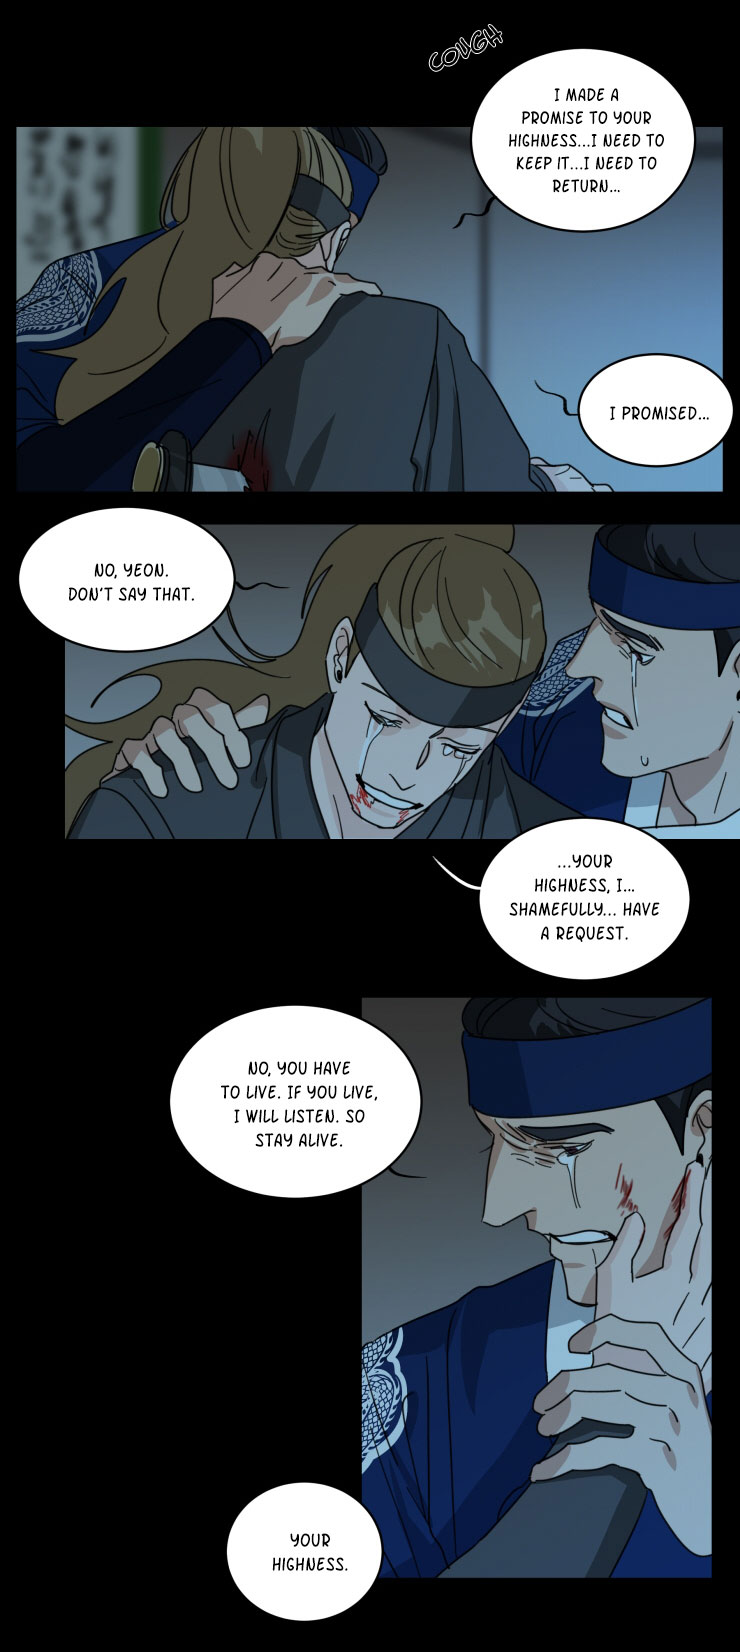 COUGH
I MADE A
PROMISE TO YOUR
HIGHNESS...I NEED TO
KEEP IT...I NEED TO
RETURN...
I PROMISED...
NO, YEON.
DON'T SAY THAT.
...YOUR
HIGHNESS, I...
SHAMEFULLY... HAVE
A REQUEST.
NO, YOU HAVE
TO LIVE. IF YOU LIVE,
I WILL LISTEN. SO
STAY ALIVE.
YOUR
HIGHNESS.